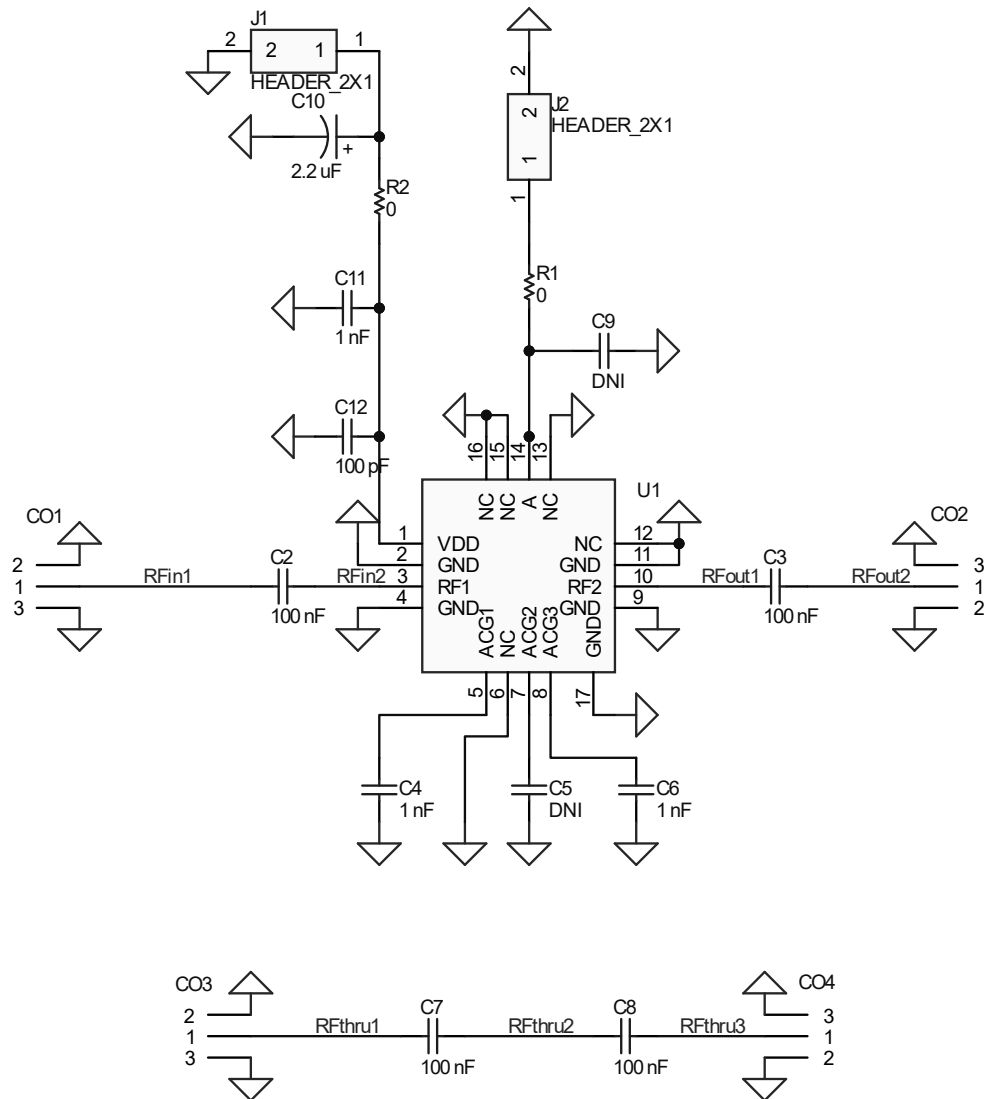 J1
2
2 1
1
HEADER_2X1
C10
2.2 uF
+
R2
0
2
2
J2
HEADER_2X1
1
1
R1
0
C11
1 nF
C9
DNI
C12
100 pF
16
15
14
13
NC
NC
A
NC
U1
CO1
2
1
3
RFin1
C2
100 nF
RFin2
1
2
3
4
VDD
GND
RF1
GND
NC
GND
RF2
GND
12
11
10
9
ACG1
NC
ACG2
ACG3
GND
RFout1
C3
100 nF
RFout2
CO2
3
1
2
5
6
7
8
17
C4
1 nF
C5
DNI
C6
1 nF
CO3
2
1
3
RFthru1
C7
100 nF
RFthru2
C8
100 nF
RFthru3
CO4
3
1
2